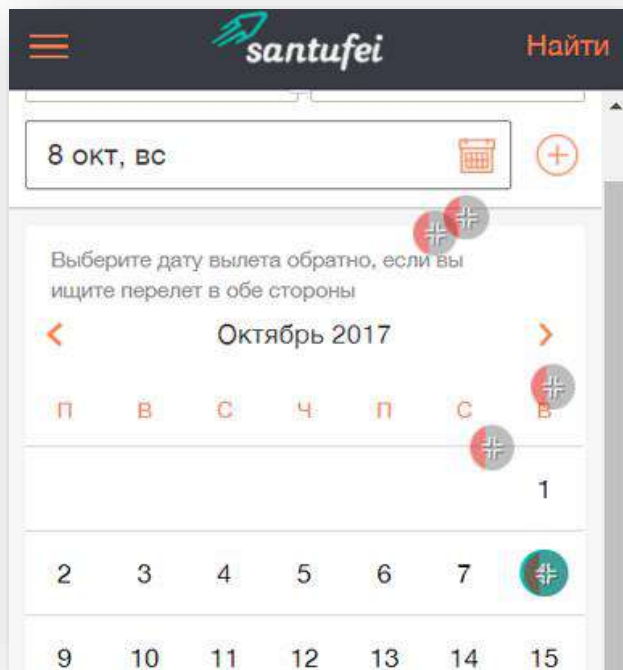 santufei
Найти
8 окт, вс
Выберите дату вылета обратно, если вы
ищите перелет в обе стороны
Октябрь 2017
П В С Ч П С В
1
2 3 4 5 6 7
9 10 11 12 13 14 15